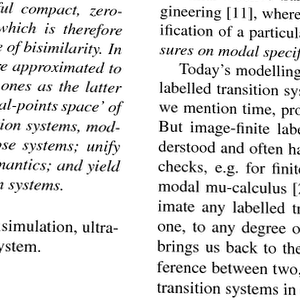 ful compact, zero-
which is therefore
e of bisimilarity. In
re approximated to
ones as the latter
al-points space' of
ion systems, mod-
ose systems; unify
mantics; and yield
n systems.
simulation, ultra-
ystem.
gineering [11], where
ification of a particula
sures on modal specif
Today's modelling
labelled transition sys
we mention time, pro
But image-finite labe
derstood and often ha
checks, e.g. for finite
modal mu-calculus [
imate any labelled t
one, to any degree o
brings us back to the
ference between two,
transition systems in